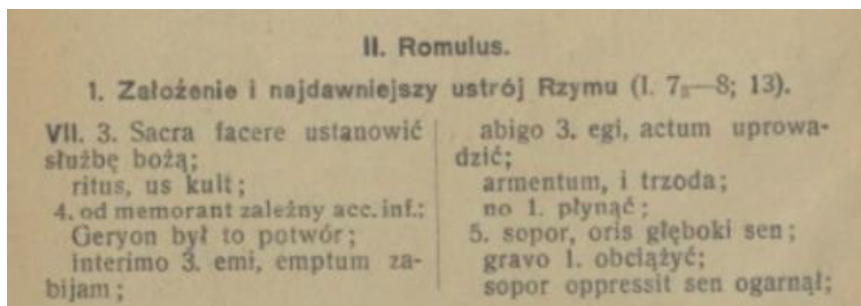 II. Romulus.
1. Założenie i najdawniejszy ustrój Rzymu (I. 7₃—8; 13).
VII. 3. Sacra facere ustanowić
służbę bożą;
ritus, us kult;
4. od memorant zależny acc. inf.;
Geryon był to potwór;
interimo 3. emi, emptum za-
bijam;
abigo 3. egi, actum uprowa-
dzić;
armentum, i trzoda;
no 1. płynąć;
5. sopor, oris głęboki sen;
gravo 1. obciążyć;
sopor oppressit sen ogarnął;